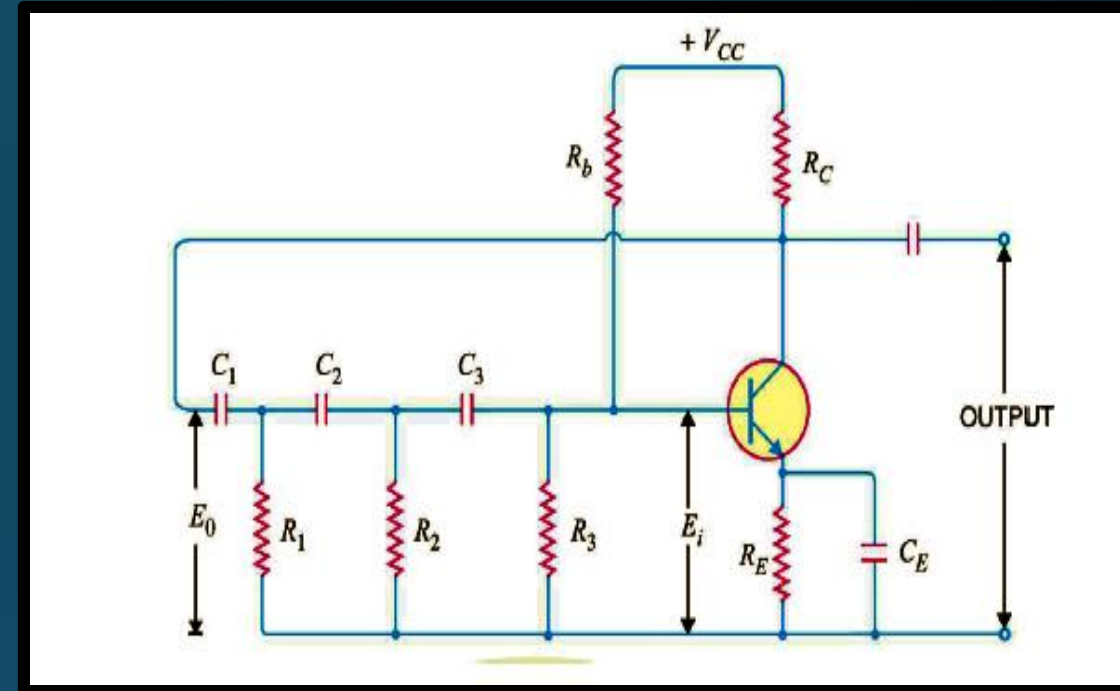 + V_CC
R_b
R_C
C_1
C_2
C_3
OUTPUT
E_0
R_1
R_2
R_3
E_i
R_E
C_E